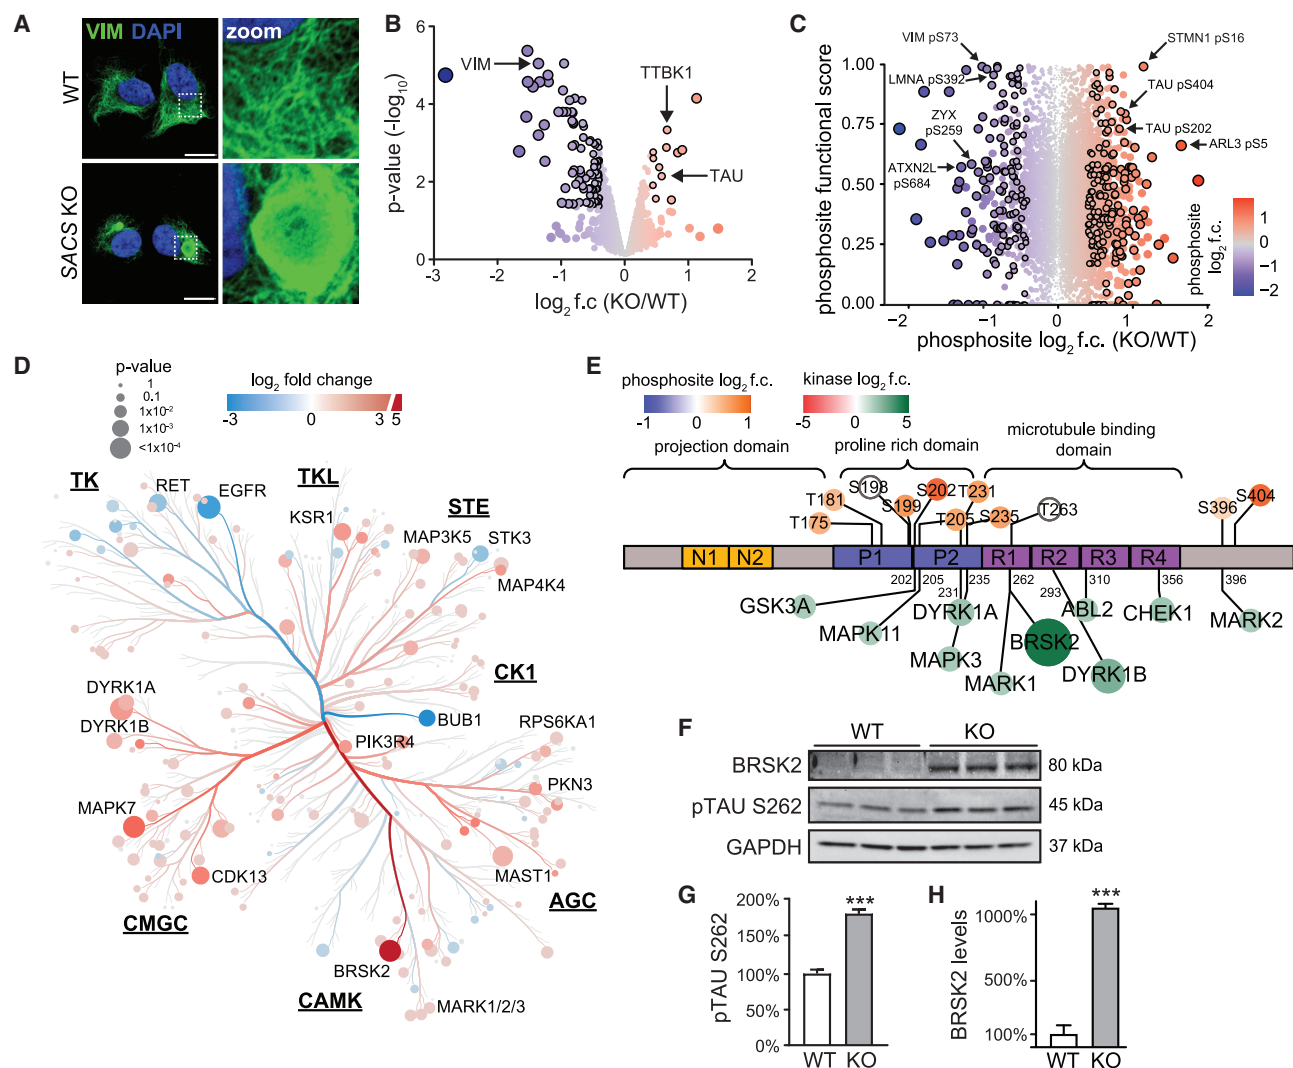 A
VIM DAPI
zoom
WT
SACS KO
B
6
4
2
0
p-value (-log10)
VIM
TTBK1
TAU
−3
−2
−1
0
1
2
log2 f.c (KO/WT)
C
phosphosite functional score
1.00
0.75
0.50
0.25
0.00
VIM pS73
LMNA pS392
ZYX
pS259
ATXN2L
pS684
STMN1 pS16
TAU pS404
TAU pS202
ARL3 pS5
−2
−1
0
1
2
phosphosite log2 f.c. (KO/WT)
phosphosite
log2 f.c.
1
0
−1
−2
D
p-value
1
0.1
1x10-2
1x10-3
<1x10-4
log2 fold change
-3
0
3
5
TK
RET
EGFR
TKL
KSR1
STE
MAP3K5
STK3
MAP4K4
CK1
BUB1
RPS6KA1
PIK3R4
PKN3
DYRK1A
DYRK1B
MAPK7
CDK13
CMGC
MAST1
AGC
BRSK2
CAMK
MARK1/2/3
E
phosphosite log2 f.c.
-1
0
1
kinase log2 f.c.
-5
0
5
projection domain
proline rich domain
microtubule binding
domain
T175
T181
S198
S199
S202
T205
T231
S235
T263
S396
S404
N1
N2
P1
P2
R1
R2
R3
R4
202
205
231
235
262
293
310
356
396
GSK3A
MAPK11
DYRK1A
MAPK3
MARK1
BRSK2
ABL2
DYRK1B
CHEK1
MARK2
F
WT
KO
BRSK2
80 kDa
pTAU S262
45 kDa
GAPDH
37 kDa
G
pTAU S262
200%
150%
100%
50%
0%
***
WT
KO
H
BRSK2 levels
1000%
500%
100%
***
WT
KO